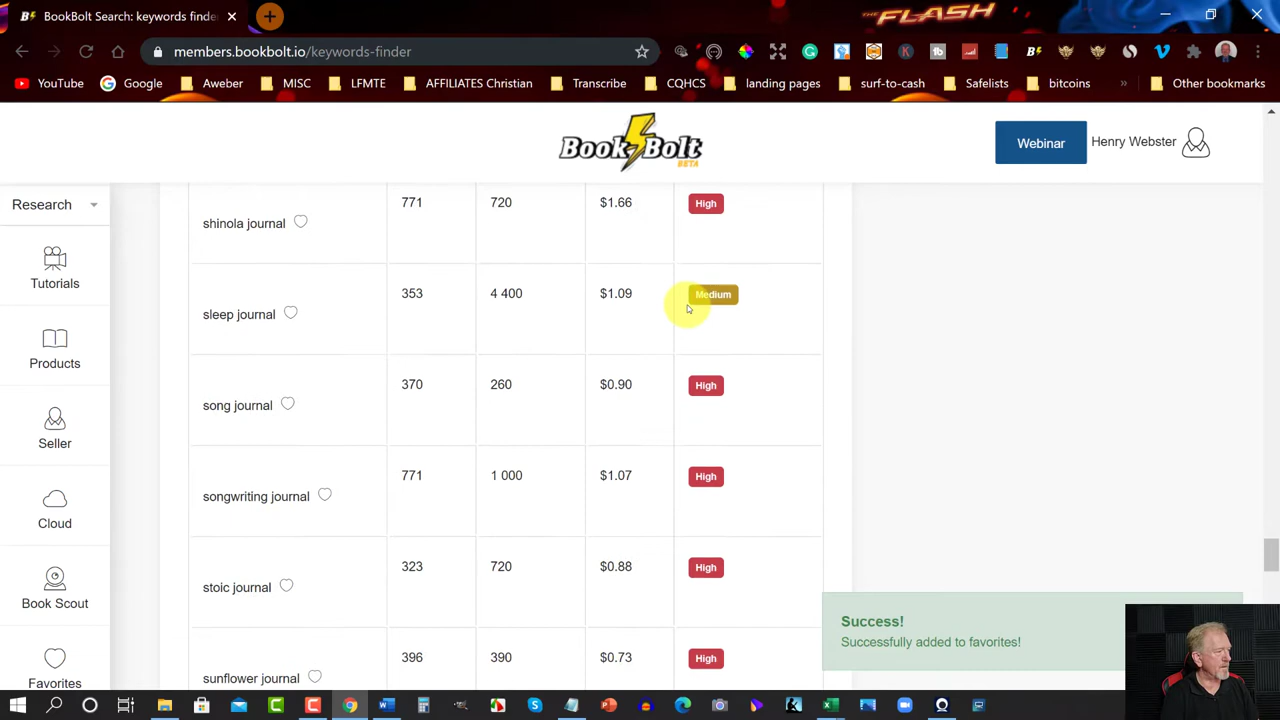 BookBolt Search: keywords finde
THE FLASH
members.bookbolt.io/keywords-finder
YouTube Google Aweber MISC LFMTE AFFILIATES Christian Transcribe CQHCS landing pages surf-to-cash Safelists bitcoins » Other bookmarks
Book Bolt
BETA
Webinar
Henry Webster
Research
Tutorials
Products
Seller
Cloud
Book Scout
Favorites
shinola journal 771 720 $1.66 High
sleep journal 353 4 400 $1.09 Medium
song journal 370 260 $0.90 High
songwriting journal 771 1 000 $1.07 High
stoic journal 323 720 $0.88 High
sunflower journal 396 390 $0.73 High
Success!
Successfully added to favorites!